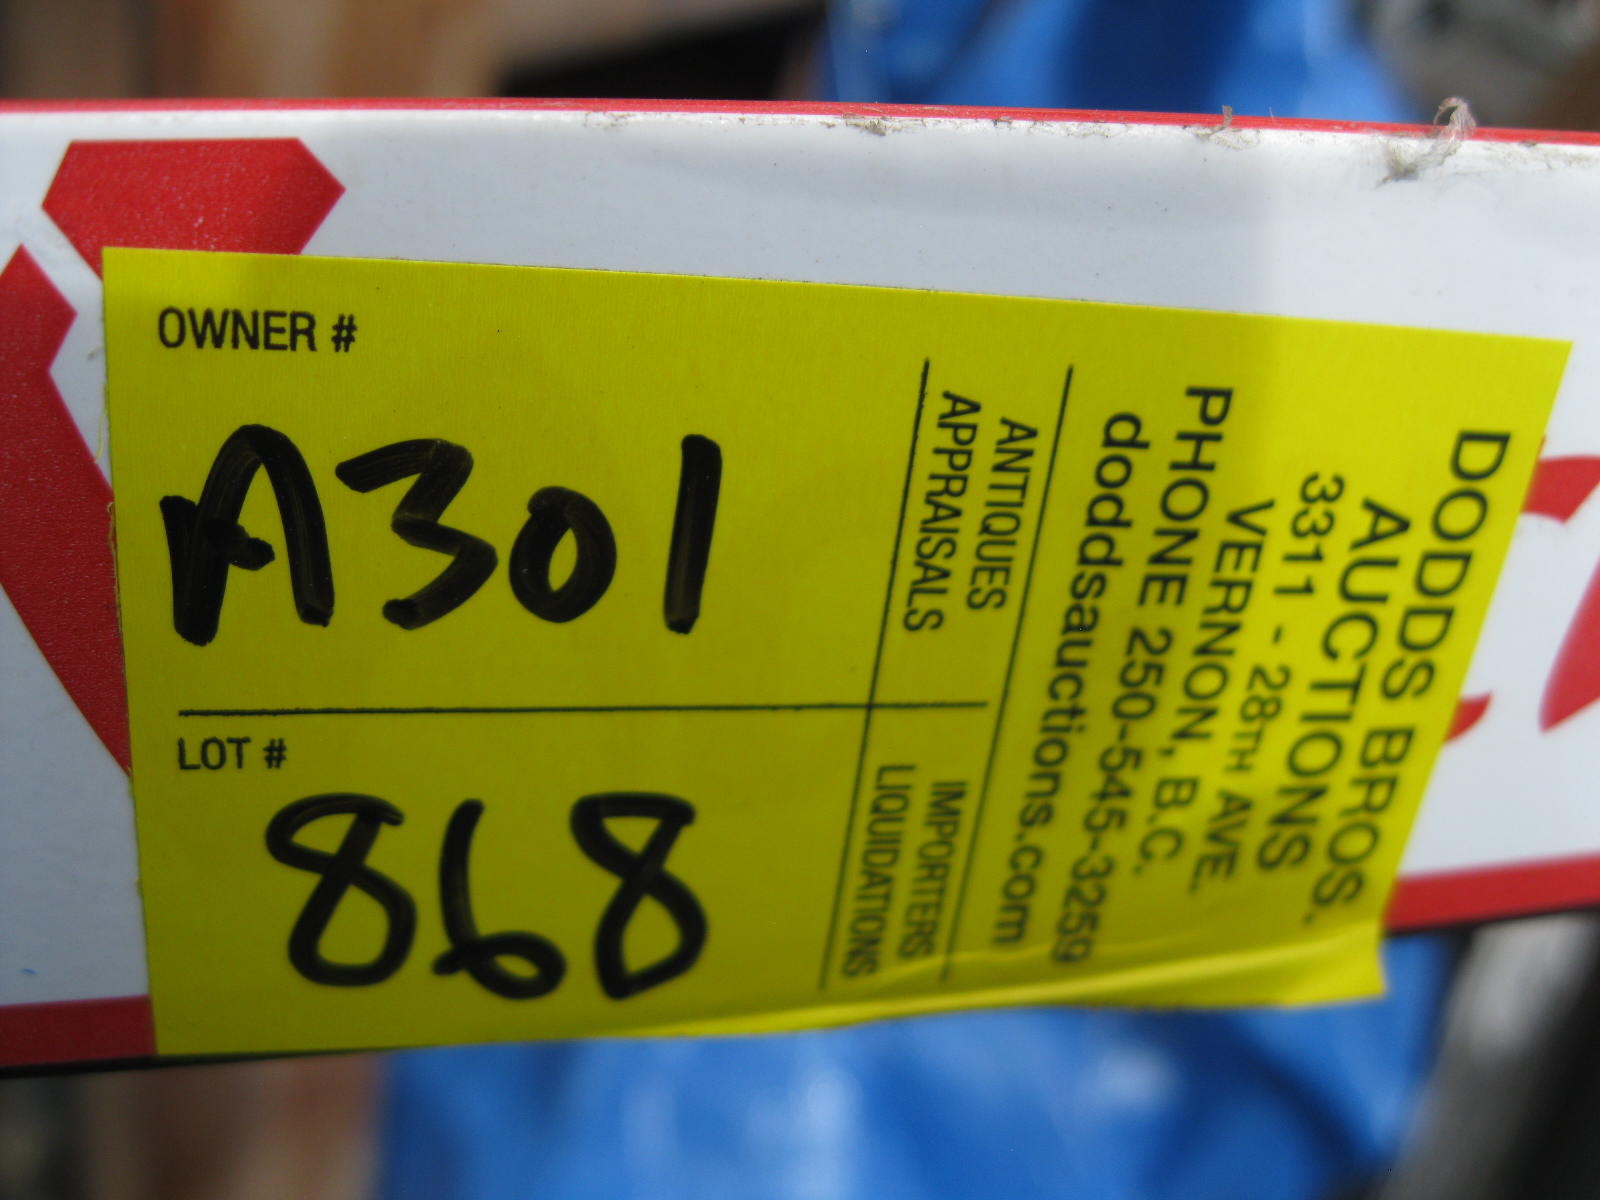 OWNER #
A301
LOT #
868
DODDS BROS.
AUCTIONS
3311 - 28TH AVE.
VERNON, B.C.
PHONE 250-545-3259
doddsauctions.com
ANTIQUES
APPRAISALS
IMPORTERS
LIQUIDATIONS